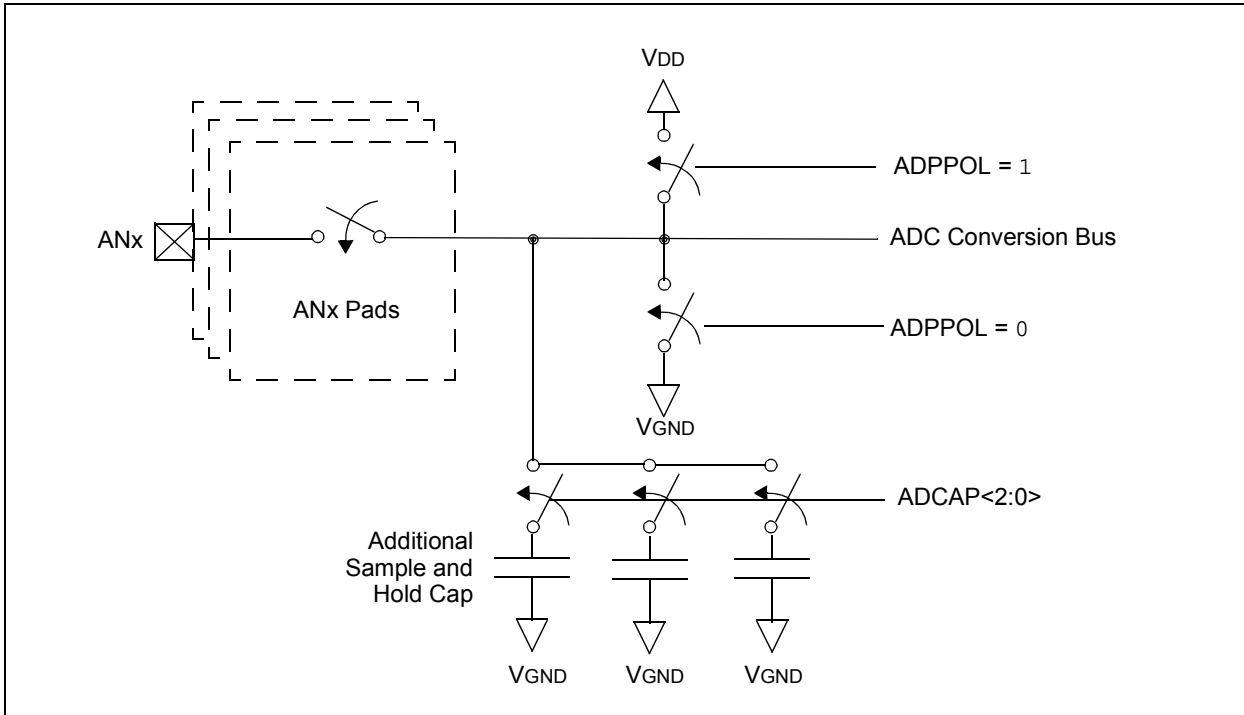 VDD
ADPPOL = 1
ANx
ADC Conversion Bus
ANx Pads
ADPPOL = 0
VGND
ADCAP<2:0>
Additional
Sample and
Hold Cap
VGND
VGND
VGND